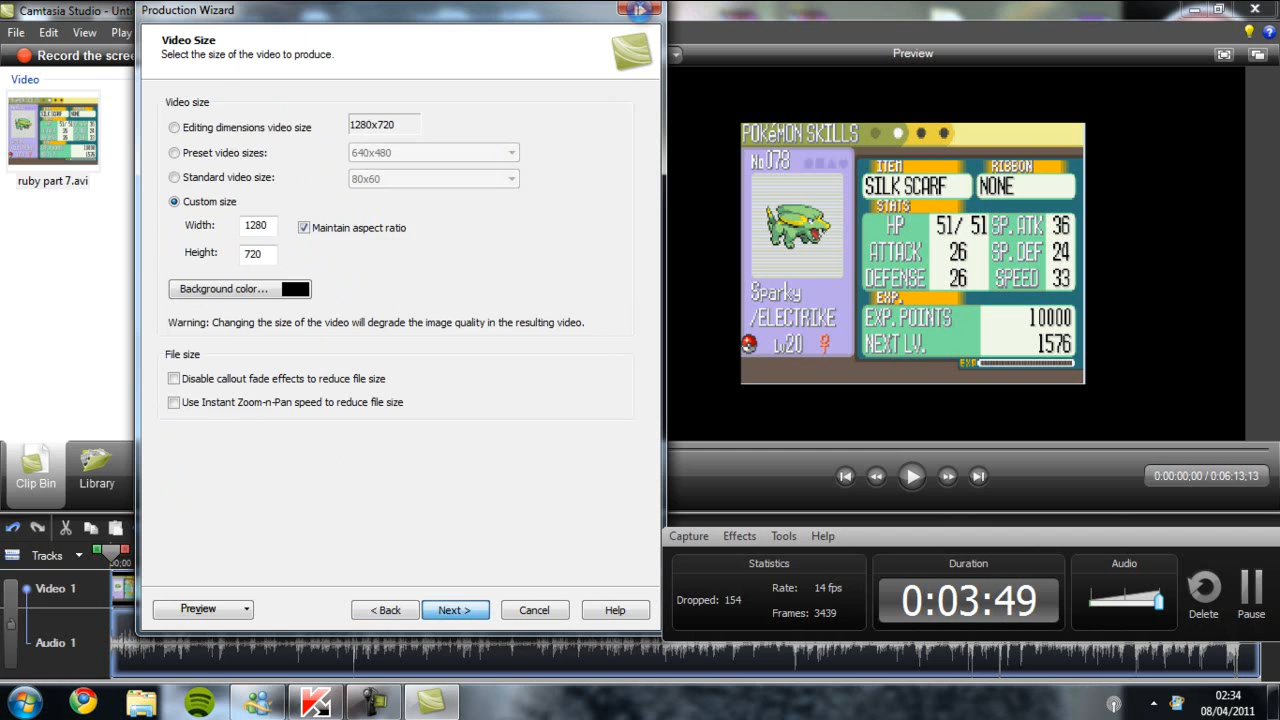 Camtasia Studio - Unti
Production Wizard
File Edit View Play
Record the scree
Video
ruby part 7.avi
Clip Bin
Library
Video Size
Select the size of the video to produce.
Video size
Editing dimensions video size 1280x720
Preset video sizes: 640x480
Standard video size: 80x60
Custom size
Width: 1280 Maintain aspect ratio
Height: 720
Background color...
Warning: Changing the size of the video will degrade the image quality in the resulting video.
File size
Disable callout fade effects to reduce file size
Use Instant Zoom-n-Pan speed to reduce file size
Preview
< Back
Next >
Cancel
Help
Preview
POKéMON SKILLS
No078
Sparky
/ELECTRIKE
Lv20 ♀
ITEM RIBBON
SILK SCARF NONE
STATS
HP 51/ 51 SP. ATK 36
ATTACK 26 SP. DEF 24
DEFENSE 26 SPEED 33
EXP.
EXP. POINTS 10000
NEXT LV. 1576
EXP
0:00:00;00 / 0:06:13;13
Tracks
Video 1
Audio 1
Capture Effects Tools Help
Statistics
Dropped: 154
Rate: 14 fps
Frames: 3439
Duration
0:03:49
Audio
Delete
Pause
02:34
08/04/2011